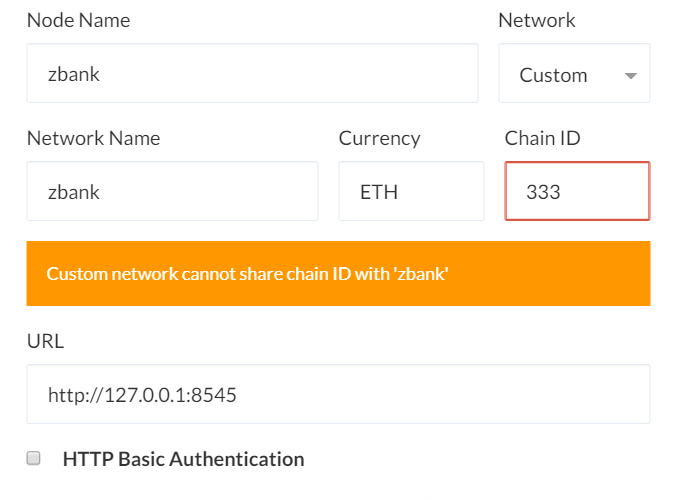 Node Name
Network
zbank
Custom
Network Name
Currency
Chain ID
zbank
ETH
333
Custom network cannot share chain ID with 'zbank'
URL
http://127.0.0.1:8545
HTTP Basic Authentication